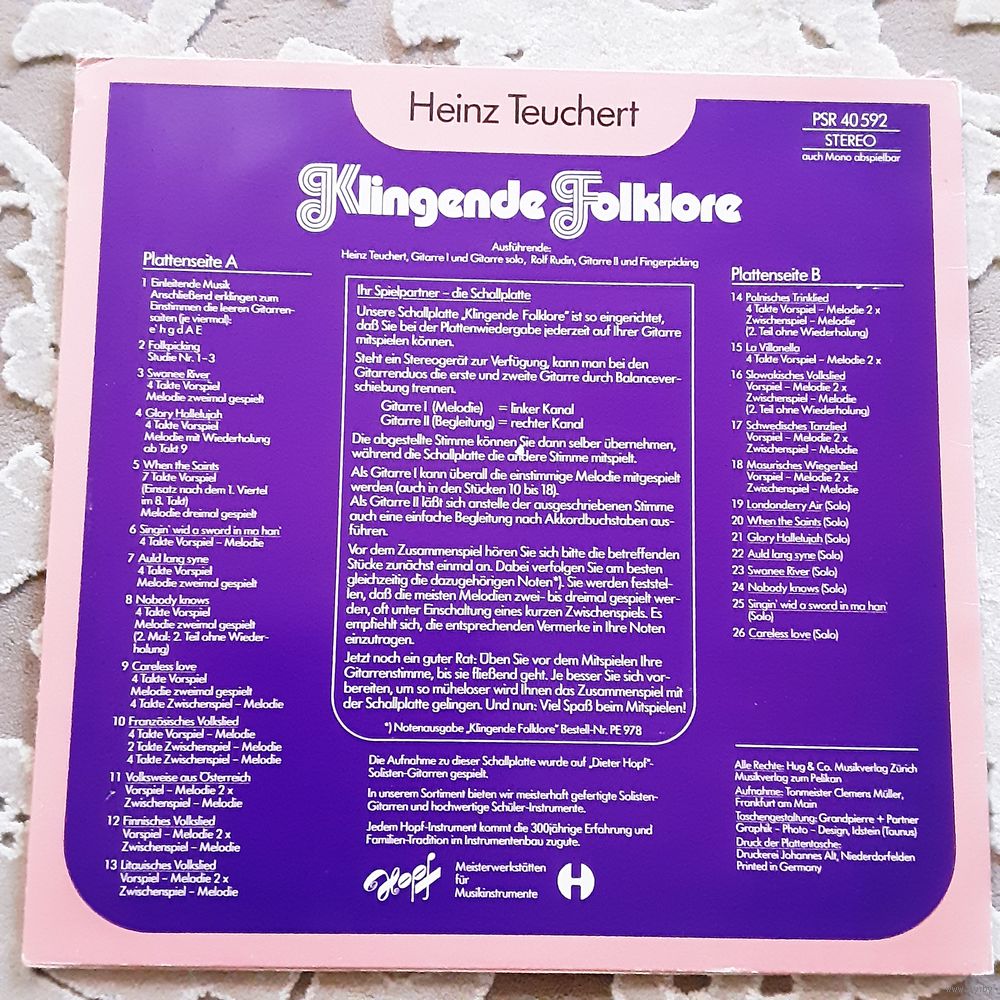 Heinz Teuchert
PSR 40 592
STEREO
auch Mono abspielbar
Klingende Folklore
Ausführende:
Heinz Teuchert, Gitarre I und Gitarre solo, Rolf Rudin, Gitarre II und Fingerpicking
Plattenseite A
1 Einleitende Musik
Anschließend erklingen zum
Einstimmen die leeren Gitarren-
saiten (je viermal):
e' h g d A E
2 Folkpicking
Studie Nr. 1–3
3 Swanee River
4 Takte Vorspiel
Melodie zweimal gespielt
4 Glory Hallelujah
4 Takte Vorspiel
Melodie mit Wiederholung
ab Takt 9
5 When the Saints
7 Takte Vorspiel
(Einsatz nach dem 1. Viertel
im 8. Takt)
Melodie dreimal gespielt
6 Singin' wid a sword in ma han'
4 Takte Vorspiel – Melodie
7 Auld lang syne
4 Takte Vorspiel
Melodie zweimal gespielt
8 Nobody knows
4 Takte Vorspiel
Melodie zweimal gespielt
(2. Mal: 2. Teil ohne Wieder-
holung)
9 Careless love
4 Takte Vorspiel
Melodie zweimal gespielt
4 Takte Zwischenspiel – Melodie
10 Französisches Volkslied
4 Takte Vorspiel – Melodie
2 Takte Zwischenspiel – Melodie
4 Takte Zwischenspiel – Melodie
11 Volksweise aus Österreich
Vorspiel – Melodie 2 x
Zwischenspiel – Melodie
12 Finnisches Volkslied
Vorspiel – Melodie 2 x
Zwischenspiel – Melodie
13 Litauisches Volkslied
Vorspiel – Melodie 2 x
Zwischenspiel – Melodie
Ihr Spielpartner – die Schallplatte
Unsere Schallplatte „Klingende Folklore" ist so eingerichtet,
daß Sie bei der Plattenwiedergabe jederzeit auf Ihrer Gitarre
mitspielen können.
Steht ein Stereogerät zur Verfügung, kann man bei den
Gitarrenduos die erste und zweite Gitarre durch Balancever-
schiebung trennen.
Gitarre I (Melodie) = linker Kanal
Gitarre II (Begleitung) = rechter Kanal
Die abgestellte Stimme können Sie dann selber übernehmen,
während die Schallplatte die andere Stimme mitspielt.
Als Gitarre I kann überall die einstimmige Melodie mitgespielt
werden (auch in den Stücken 10 bis 18).
Als Gitarre II läßt sich anstelle der ausgeschriebenen Stimme
auch eine einfache Begleitung nach Akkordbuchstaben aus-
führen.
Vor dem Zusammenspiel hören Sie sich bitte die betreffenden
Stücke zunächst einmal an. Dabei verfolgen Sie am besten
gleichzeitig die dazugehörigen Noten*). Sie werden feststel-
len, daß die meisten Melodien zwei- bis dreimal gespielt wer-
den, oft unter Einschaltung eines kurzen Zwischenspiels. Es
empfiehlt sich, die entsprechenden Vermerke in Ihre Noten
einzutragen.
Jetzt noch ein guter Rat: Üben Sie vor dem Mitspielen Ihre
Gitarrenstimme, bis sie fließend geht. Je besser Sie sich vor-
bereiten, um so müheloser wird Ihnen das Zusammenspiel mit
der Schallplatte gelingen. Und nun: Viel Spaß beim Mitspielen!
*) Notenausgabe „Klingende Folklore" Bestell-Nr. PE 978
Die Aufnahme zu dieser Schallplatte wurde auf „Dieter Hopf"-
Solisten-Gitarren gespielt.
In unserem Sortiment bieten wir meisterhaft gefertigte Solisten-
Gitarren und hochwertige Schüler-Instrumente.
Jedem Hopf-Instrument kommt die 300jährige Erfahrung und
Familien-Tradition im Instrumentenbau zugute.
Hopf
Meisterwerkstätten
für
Musikinstrumente
H
Plattenseite B
14 Polnisches Trinklied
4 Takte Vorspiel – Melodie 2 x
Zwischenspiel – Melodie
(2. Teil ohne Wiederholung)
15 La Villanella
4 Takte Vorspiel – Melodie 2 x
16 Slowakisches Volkslied
Vorspiel – Melodie 2 x
Zwischenspiel – Melodie
(2. Teil ohne Wiederholung)
17 Schwedisches Tanzlied
Vorspiel – Melodie 2 x
Zwischenspiel – Melodie
18 Masurisches Wiegenlied
Vorspiel – Melodie 2 x
Zwischenspiel – Melodie
19 Londonderry Air (Solo)
20 When the Saints (Solo)
21 Glory Hallelujah (Solo)
22 Auld lang syne (Solo)
23 Swanee River (Solo)
24 Nobody knows (Solo)
25 Singin' wid a sword in ma han'
(Solo)
26 Careless love (Solo)
Alle Rechte: Hug & Co. Musikverlag Zürich
Musikverlag zum Pelikan
Aufnahme: Tonmeister Clemens Müller,
Frankfurt am Main
Taschengestaltung: Grandpierre + Partner
Graphik – Photo – Design, Idstein (Taunus)
Druck der Plattentasche:
Druckerei Johannes Alt, Niederdorfelden
Printed in Germany